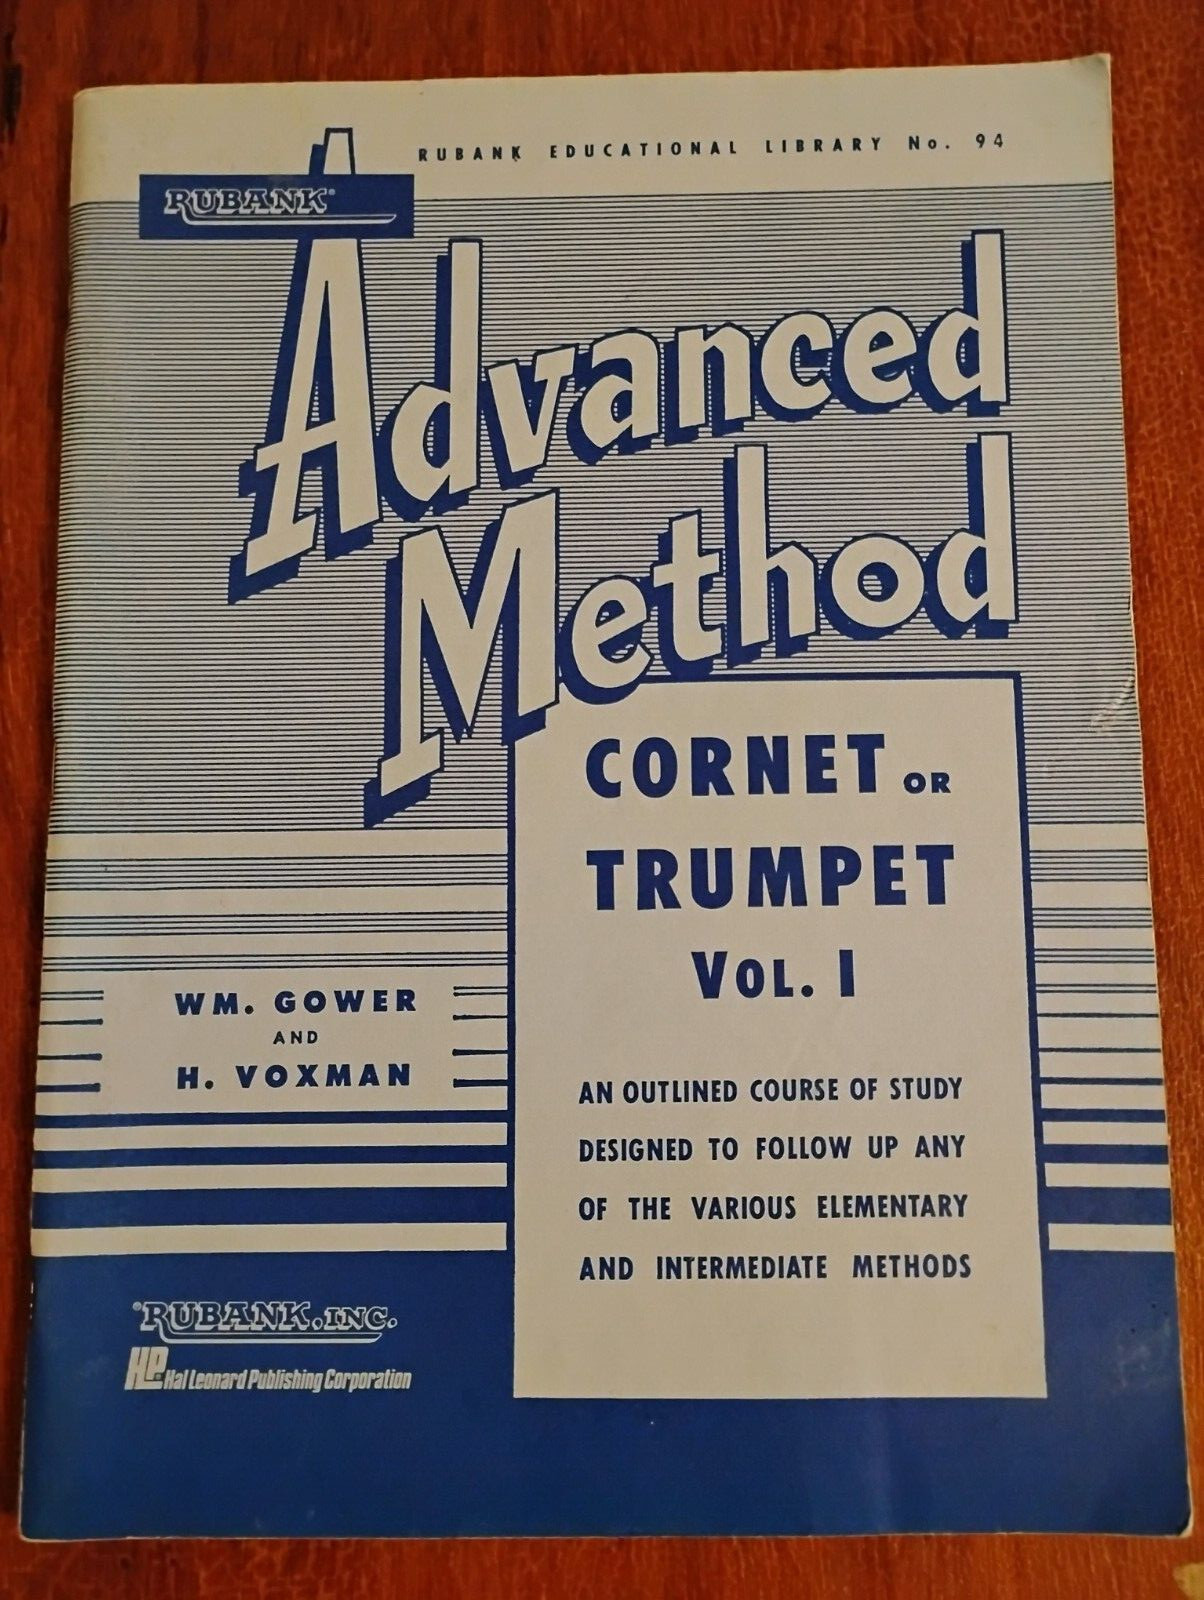 RUBANK EDUCATIONAL LIBRARY No. 94
RUBANK®
Advanced
Method
CORNET OR
TRUMPET
VOL. I
WM. GOWER
AND
H. VOXMAN
AN OUTLINED COURSE OF STUDY
DESIGNED TO FOLLOW UP ANY
OF THE VARIOUS ELEMENTARY
AND INTERMEDIATE METHODS
®RUBANK, INC.
HL® Hal Leonard Publishing Corporation